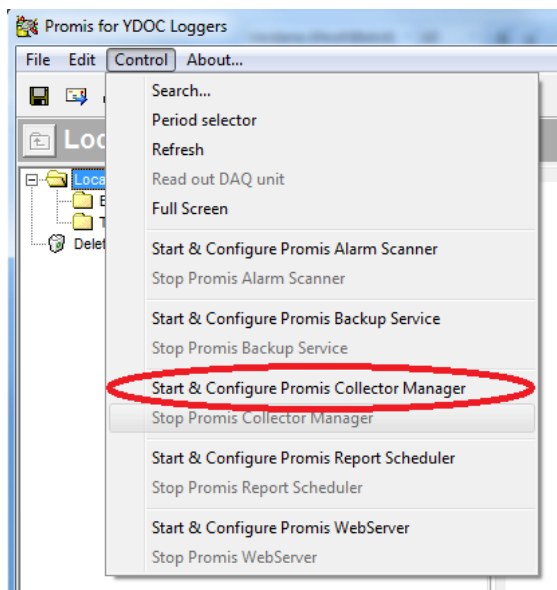 Promis for YDOC Loggers
File Edit Control About...
Search...
Period selector
Refresh
Read out DAQ unit
Full Screen
Start & Configure Promis Alarm Scanner
Stop Promis Alarm Scanner
Start & Configure Promis Backup Service
Stop Promis Backup Service
Start & Configure Promis Collector Manager
Stop Promis Collector Manager
Start & Configure Promis Report Scheduler
Stop Promis Report Scheduler
Start & Configure Promis WebServer
Stop Promis WebServer
Loc
Loca
E
T
Delet